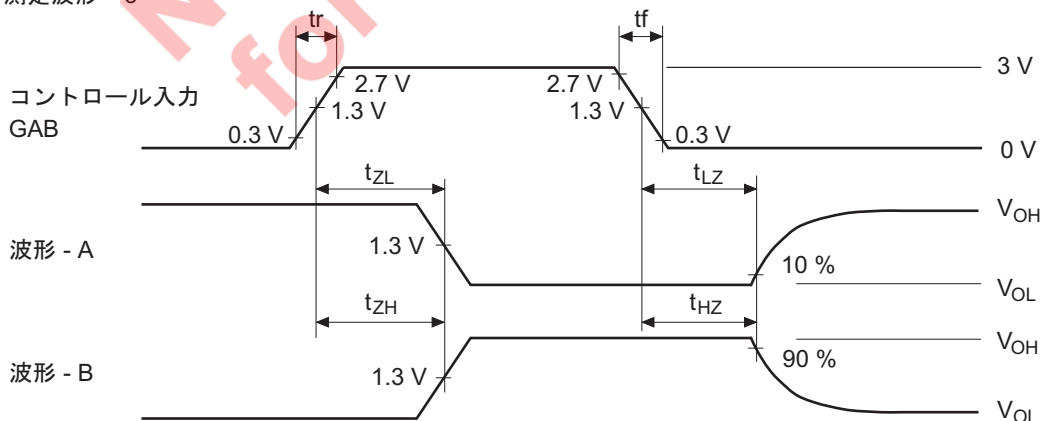 tr
tf
3 V
2.7 V
2.7 V
コントロール入力
GAB
1.3 V
1.3 V
0.3 V
0.3 V
0 V
tZL
tLZ
VOH
波形 - A
1.3 V
10 %
VOL
tZH
tHZ
VOH
波形 - B
1.3 V
90 %
VOL